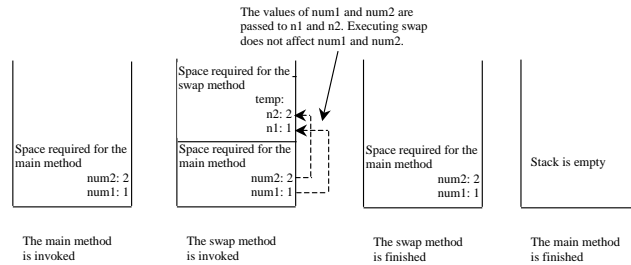 The values of num1 and num2 are
passed to n1 and n2. Executing swap
does not affect num1 and num2.
Space required for the
main method
num2: 2
num1: 1
The main method
is invoked
Space required for the
swap method
temp:
n2: 2
n1: 1
Space required for the
main method
num2: 2
num1: 1
The swap method
is invoked
Space required for the
main method
num2: 2
num1: 1
The swap method
is finished
Stack is empty
The main method
is finished